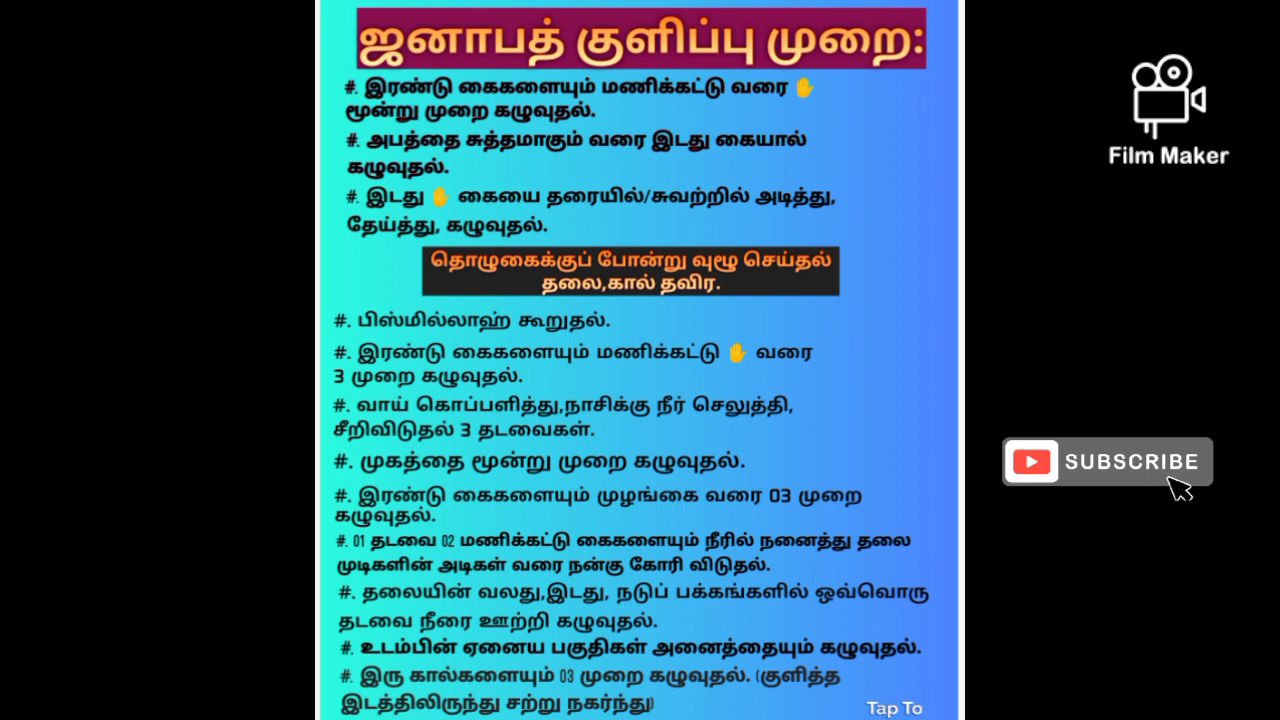 ஜனாபத் குளிப்பு முறை:
#. இரண்டு கைகளையும் மணிக்கட்டு வரை ✋
மூன்று முறை கழுவுதல்.
#. அபத்தை சுத்தமாகும் வரை இடது கையால்
கழுவுதல்.
#. இடது ✋ கையை தரையில்/சுவற்றில் அடித்து,
தேய்த்து, கழுவுதல்.
தொழுகைக்குப் போன்று வுழூ செய்தல்
தலை,கால் தவிர.
#. பிஸ்மில்லாஹ் கூறுதல்.
#. இரண்டு கைகளையும் மணிக்கட்டு ✋ வரை
3 முறை கழுவுதல்.
#. வாய் கொப்பளித்து,நாசிக்கு நீர் செலுத்தி,
சீறிவிடுதல் 3 தடவைகள்.
#. முகத்தை மூன்று முறை கழுவுதல்.
#. இரண்டு கைகளையும் முழங்கை வரை 03 முறை
கழுவுதல்.
#. 01 தடவை 02 மணிக்கட்டு கைகளையும் நீரில் நனைத்து தலை
முடிகளின் அடிகள் வரை நன்கு கோரி விடுதல்.
#. தலையின் வலது,இடது, நடுப் பக்கங்களில் ஒவ்வொரு
தடவை நீரை ஊற்றி கழுவுதல்.
#. உடம்பின் ஏனைய பகுதிகள் அனைத்தையும் கழுவுதல்.
#. இரு கால்களையும் 03 முறை கழுவுதல். (குளித்த
இடத்திலிருந்து சற்று நகர்ந்து)
Tap To
Film Maker
SUBSCRIBE